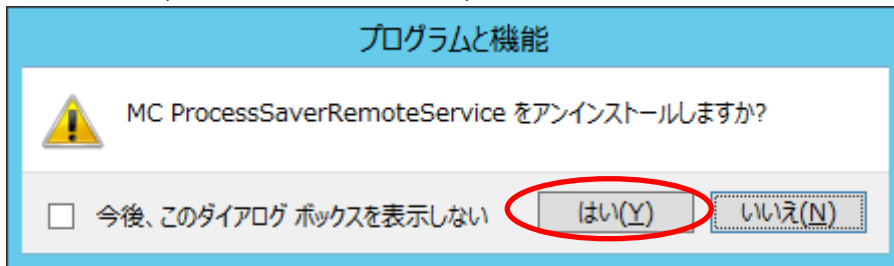 プログラムと機能
MC ProcessSaverRemoteService をアンインストールしますか?
今後、このダイアログ ボックスを表示しない はい(Y) いいえ(N)